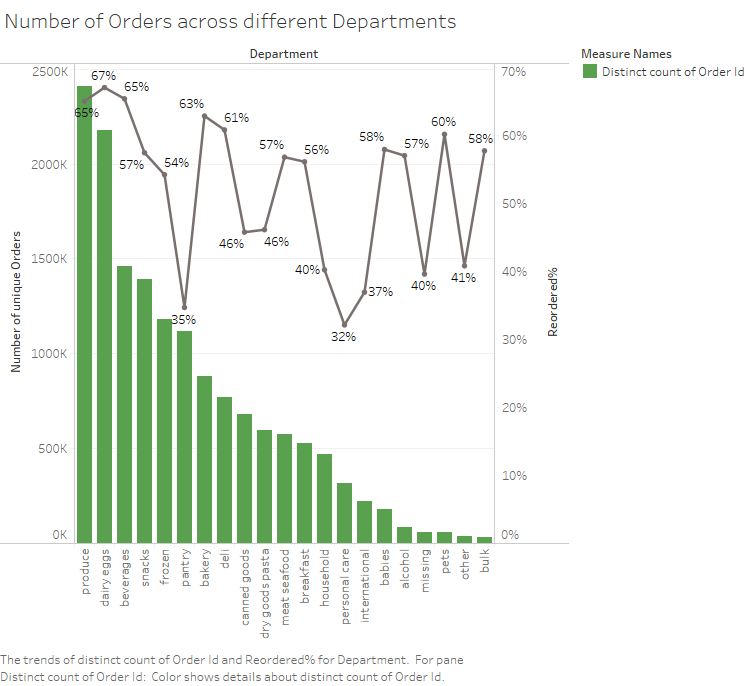 Number of Orders across different Departments
Department
Measure Names
Distinct count of Order Id
2500K
2000K
1500K
1000K
500K
0K
Number of unique Orders
65%
67%
65%
57%
54%
35%
63%
61%
46%
46%
57%
56%
40%
32%
37%
58%
57%
40%
60%
41%
58%
70%
60%
50%
40%
30%
20%
10%
0%
Reordered%
produce
dairy eggs
beverages
snacks
frozen
pantry
bakery
deli
canned goods
dry goods pasta
meat seafood
breakfast
household
personal care
international
babies
alcohol
missing
pets
other
bulk
The trends of distinct count of Order Id and Reordered% for Department.  For pane
Distinct count of Order Id:  Color shows details about distinct count of Order Id.